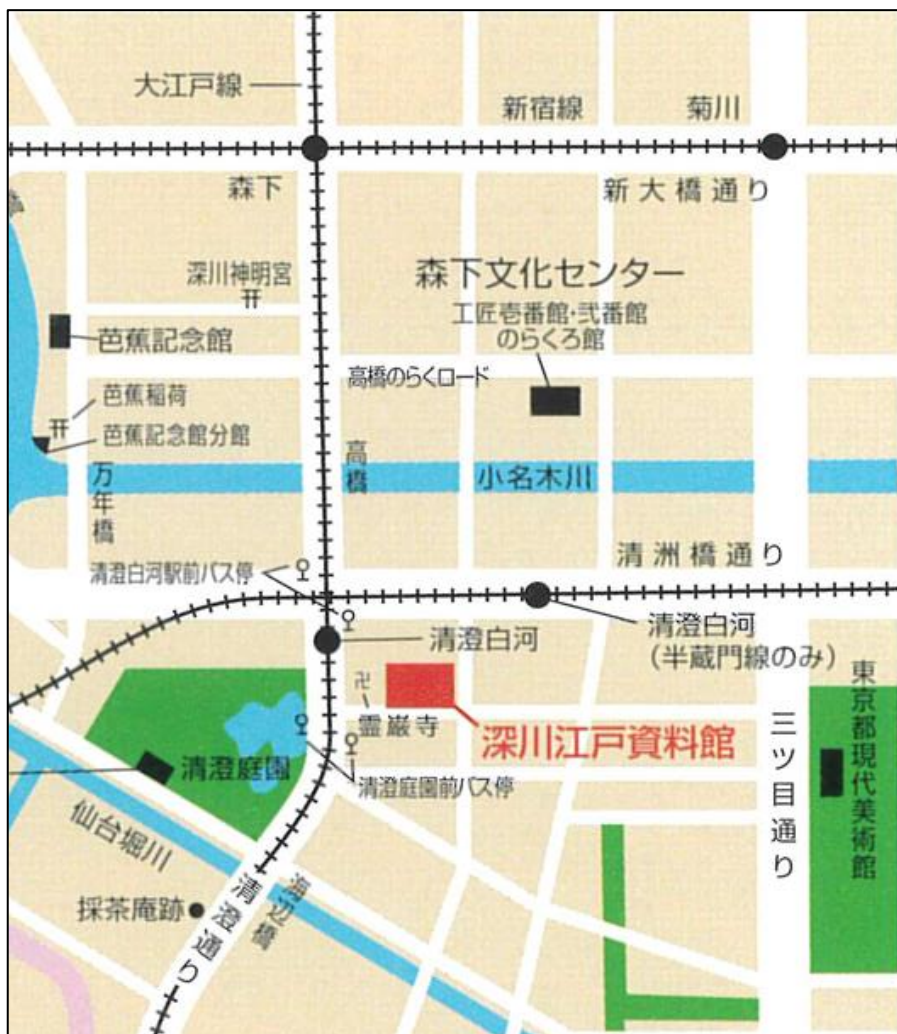 大江戸線
新宿線
菊川
森下
新大橋通り
深川神明宮
森下文化センター
工匠壱番館・弐番館
のらくろ館
芭蕉記念館
高橋のらくロード
芭蕉稲荷
芭蕉記念館分館
万年橋
高橋
小名木川
清洲橋通り
清澄白河駅前バス停
清澄白河
清澄白河
(半蔵門線のみ)
卍
霊巌寺
深川江戸資料館
三ツ目通り
東京都現代美術館
清澄庭園
清澄庭園前バス停
仙台堀川
海辺橋
清澄通り
採茶庵跡